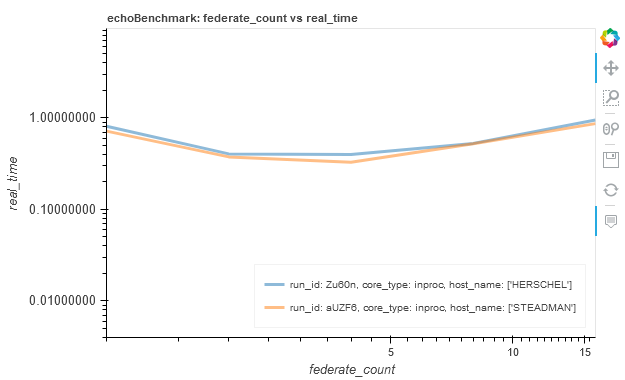 echoBenchmark: federate_count vs real_time
1.00000000
0.10000000
0.01000000
real_time
run_id: Zu60n, core_type: inproc, host_name: ['HERSCHEL']
run_id: aUZF6, core_type: inproc, host_name: ['STEADMAN']
5
10
15
federate_count